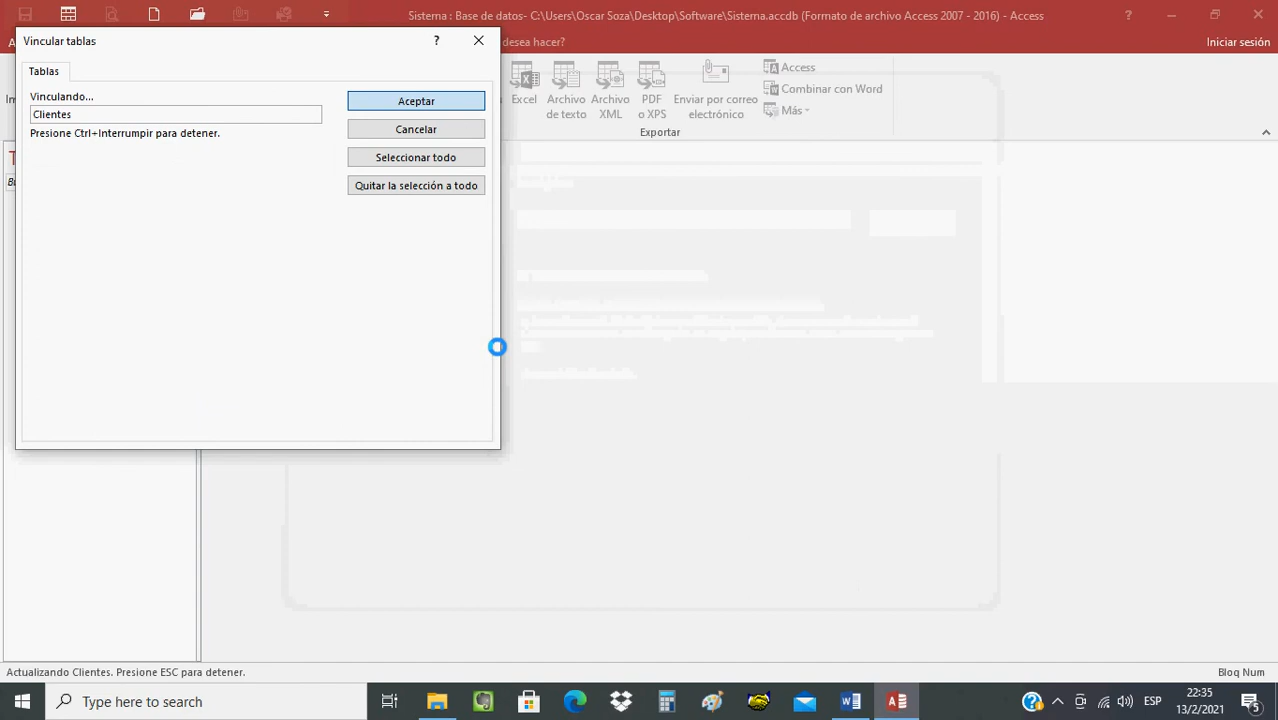 Sistema : Base de datos- C:\Users\Oscar Soza\Desktop\Software\Sistema.accdb (Formato de archivo Access 2007 - 2016) - Access
?
Vincular tablas
?
desea hacer?
Iniciar sesión
Tablas
Vinculando...
Clientes
Presione Ctrl+Interrumpir para detener.
Aceptar
Cancelar
Seleccionar todo
Quitar la selección a todo
Excel
Archivo
de texto
Archivo
XML
PDF
o XPS
Enviar por correo
electrónico
Access
Combinar con Word
Más
Exportar
Actualizando Clientes. Presione ESC para detener.
Bloq Num
Type here to search
ESP
22:35
13/2/2021
5